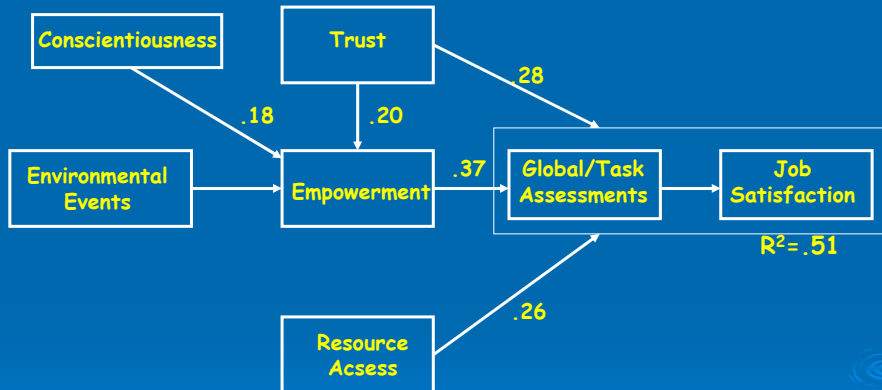 Conscientiousness
Trust
.28
.18
.20
Environmental
Events
Empowerment
.37
Global/Task
Assessments
Job
Satisfaction
R²=.51
.26
Resource
Acsess